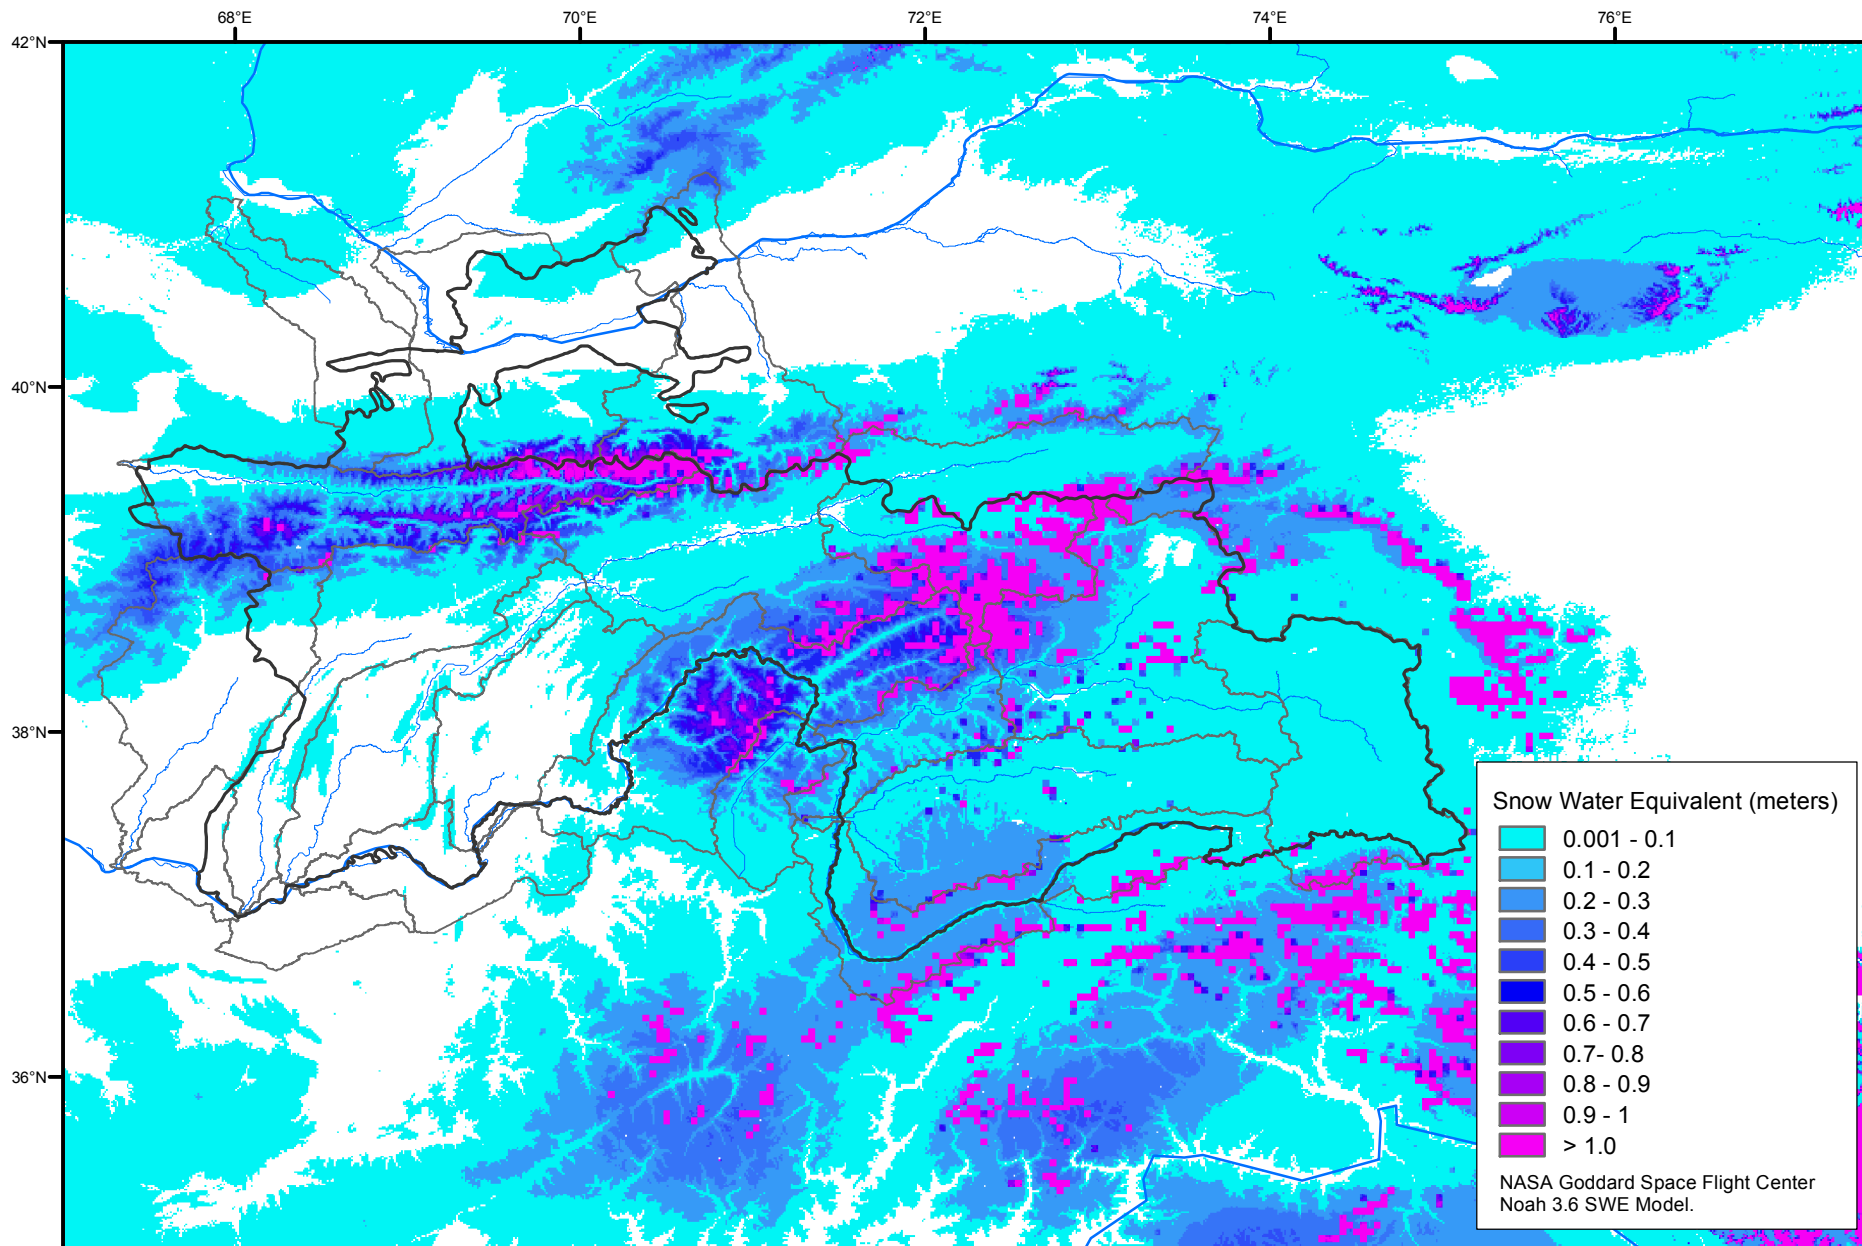 68°E 70°E 72°E 74°E 76°E
42°N
40°N
38°N
36°N
Snow Water Equivalent (meters)
0.001 - 0.1
0.1 - 0.2
0.2 - 0.3
0.3 - 0.4
0.4 - 0.5
0.5 - 0.6
0.6 - 0.7
0.7- 0.8
0.8 - 0.9
0.9 - 1
> 1.0
NASA Goddard Space Flight Center
Noah 3.6 SWE Model.